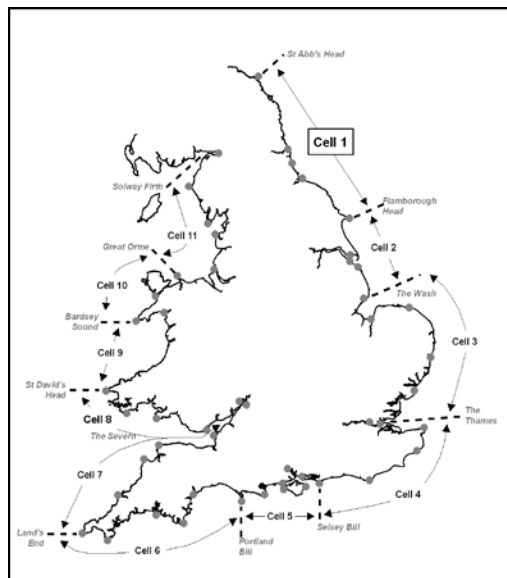 St Abb's Head
Cell 1
Solway Firth
Flamborough
Head
Cell 11
Great Orme
Cell 2
Cell 10
The Wash
Bardsey
Sound
Cell 3
Cell 9
St David's
Head
Cell 8
The
Thames
The Severn
Cell 7
Cell 4
Land's
End
Cell 5
Selsey Bill
Cell 6
Portland
Bill